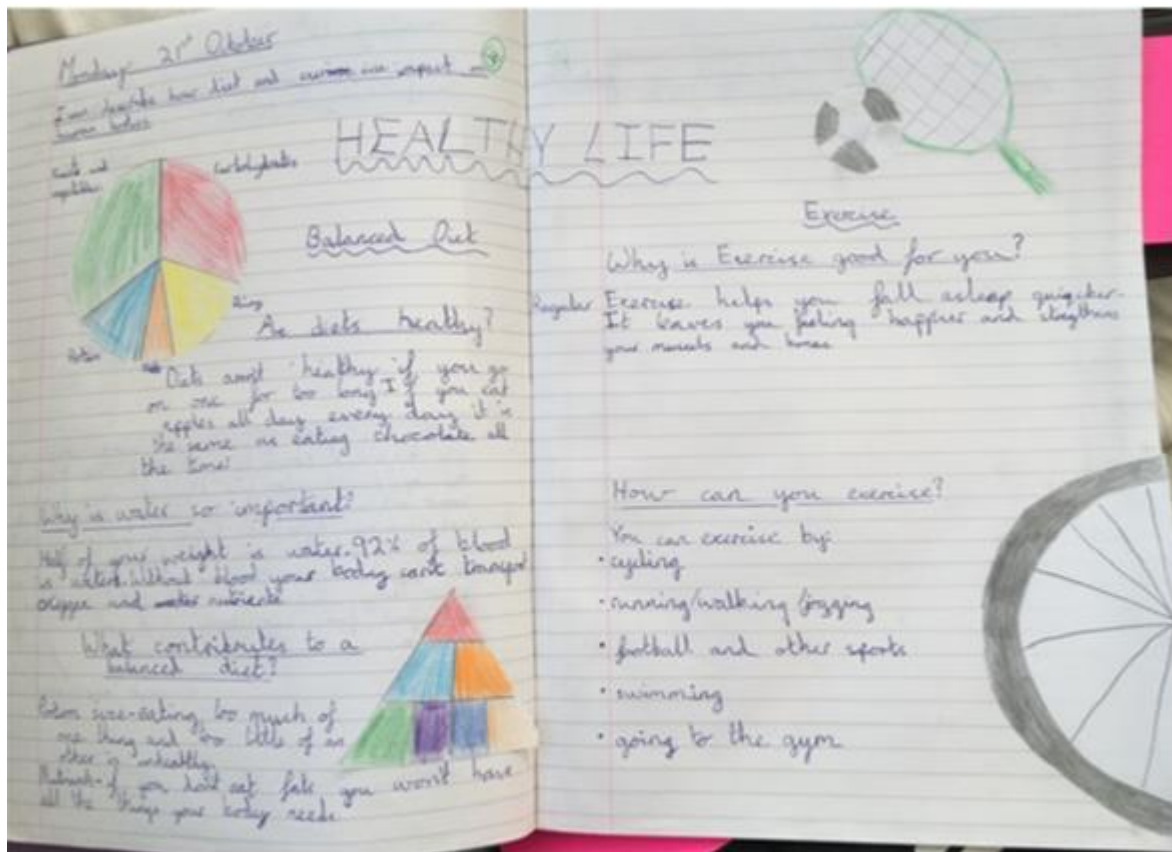 Monday 21st October
I can describe how diet and exercise impact on
human bodies
HEALTHY LIFE
Fruits and
vegetables
Carbohydrates
Dairy
Protein
Balanced Diet
Are diets healthy?
Diets arnt healthy if you go
on one for too long If you eat
apples all day every day it is
the same as eating chocolate all
the time!
Why is water so important?
Half of your weight is water. 92% of blood
is water. without blood your body can't transport
oxygen and nutrients
What contributes to a
balanced diet?
size-eating too much of
one thing and too little of an
other is unhealthy
if you don't eat fats you won't have
all the things your body needs
Exercise
Why is Exercise good for you?
Regular Exercise helps you fall asleep quicker.
It leaves you feeling happier and
your and bones
How can you exercise?
You can exercise by:
• cycling
• running/walking/jogging
• football and other sports
• swimming
• going to the gym